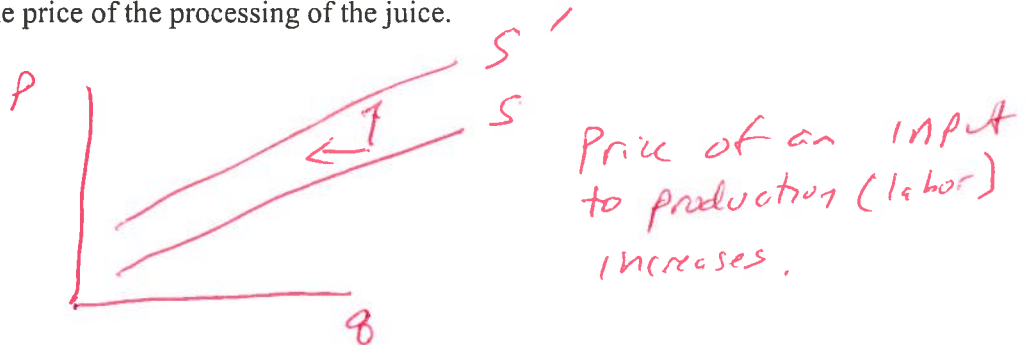 e price of the processing of the juice.
P
S'
S
q
Price of an input
to production (labor)
increases.